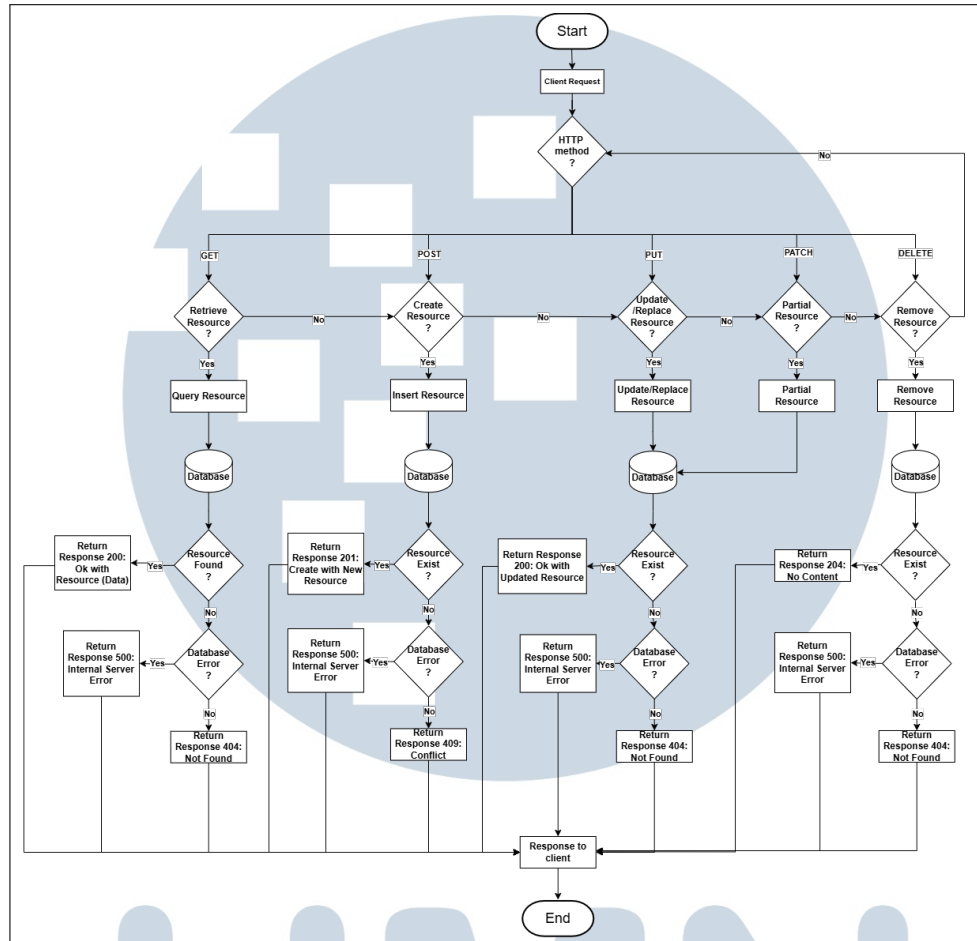 Start
Client Request
HTTP
method
?
No
GET
POST
PUT
PATCH
DELETE
Retrieve
Resource
?
No
Create
Resource
?
No
Update
/Replace
Resource
?
No
Partial
Resource
?
No
Remove
Resource
?
Yes
Yes
Yes
Yes
Yes
Query Resource
Insert Resource
Update/Replace
Resource
Partial
Resource
Remove
Resource
Database
Database
Database
Database
Return
Response 200:
Ok with
Resource (Data)
Yes
Resource
Found
?
Return
Response 201:
Create with New
Resource
Yes
Resource
Exist
?
Return Response
200: Ok with
Updated Resource
Yes
Resource
Exist
?
Return
Response 204:
No Content
Yes
Resource
Exist
?
No
No
No
No
Return
Response 500:
Internal Server
Error
Yes
Database
Error
?
Return
Response 500:
Internal Server
Error
Yes
Database
Error
?
Return
Response 500:
Internal Server
Error
Yes
Database
Error
?
Return
Response 500:
Internal Server
Error
Yes
Database
Error
?
No
No
No
No
Return
Response 404:
Not Found
Return
Response 409:
Conflict
Return
Response 404:
Not Found
Return
Response 404:
Not Found
Response to
client
End